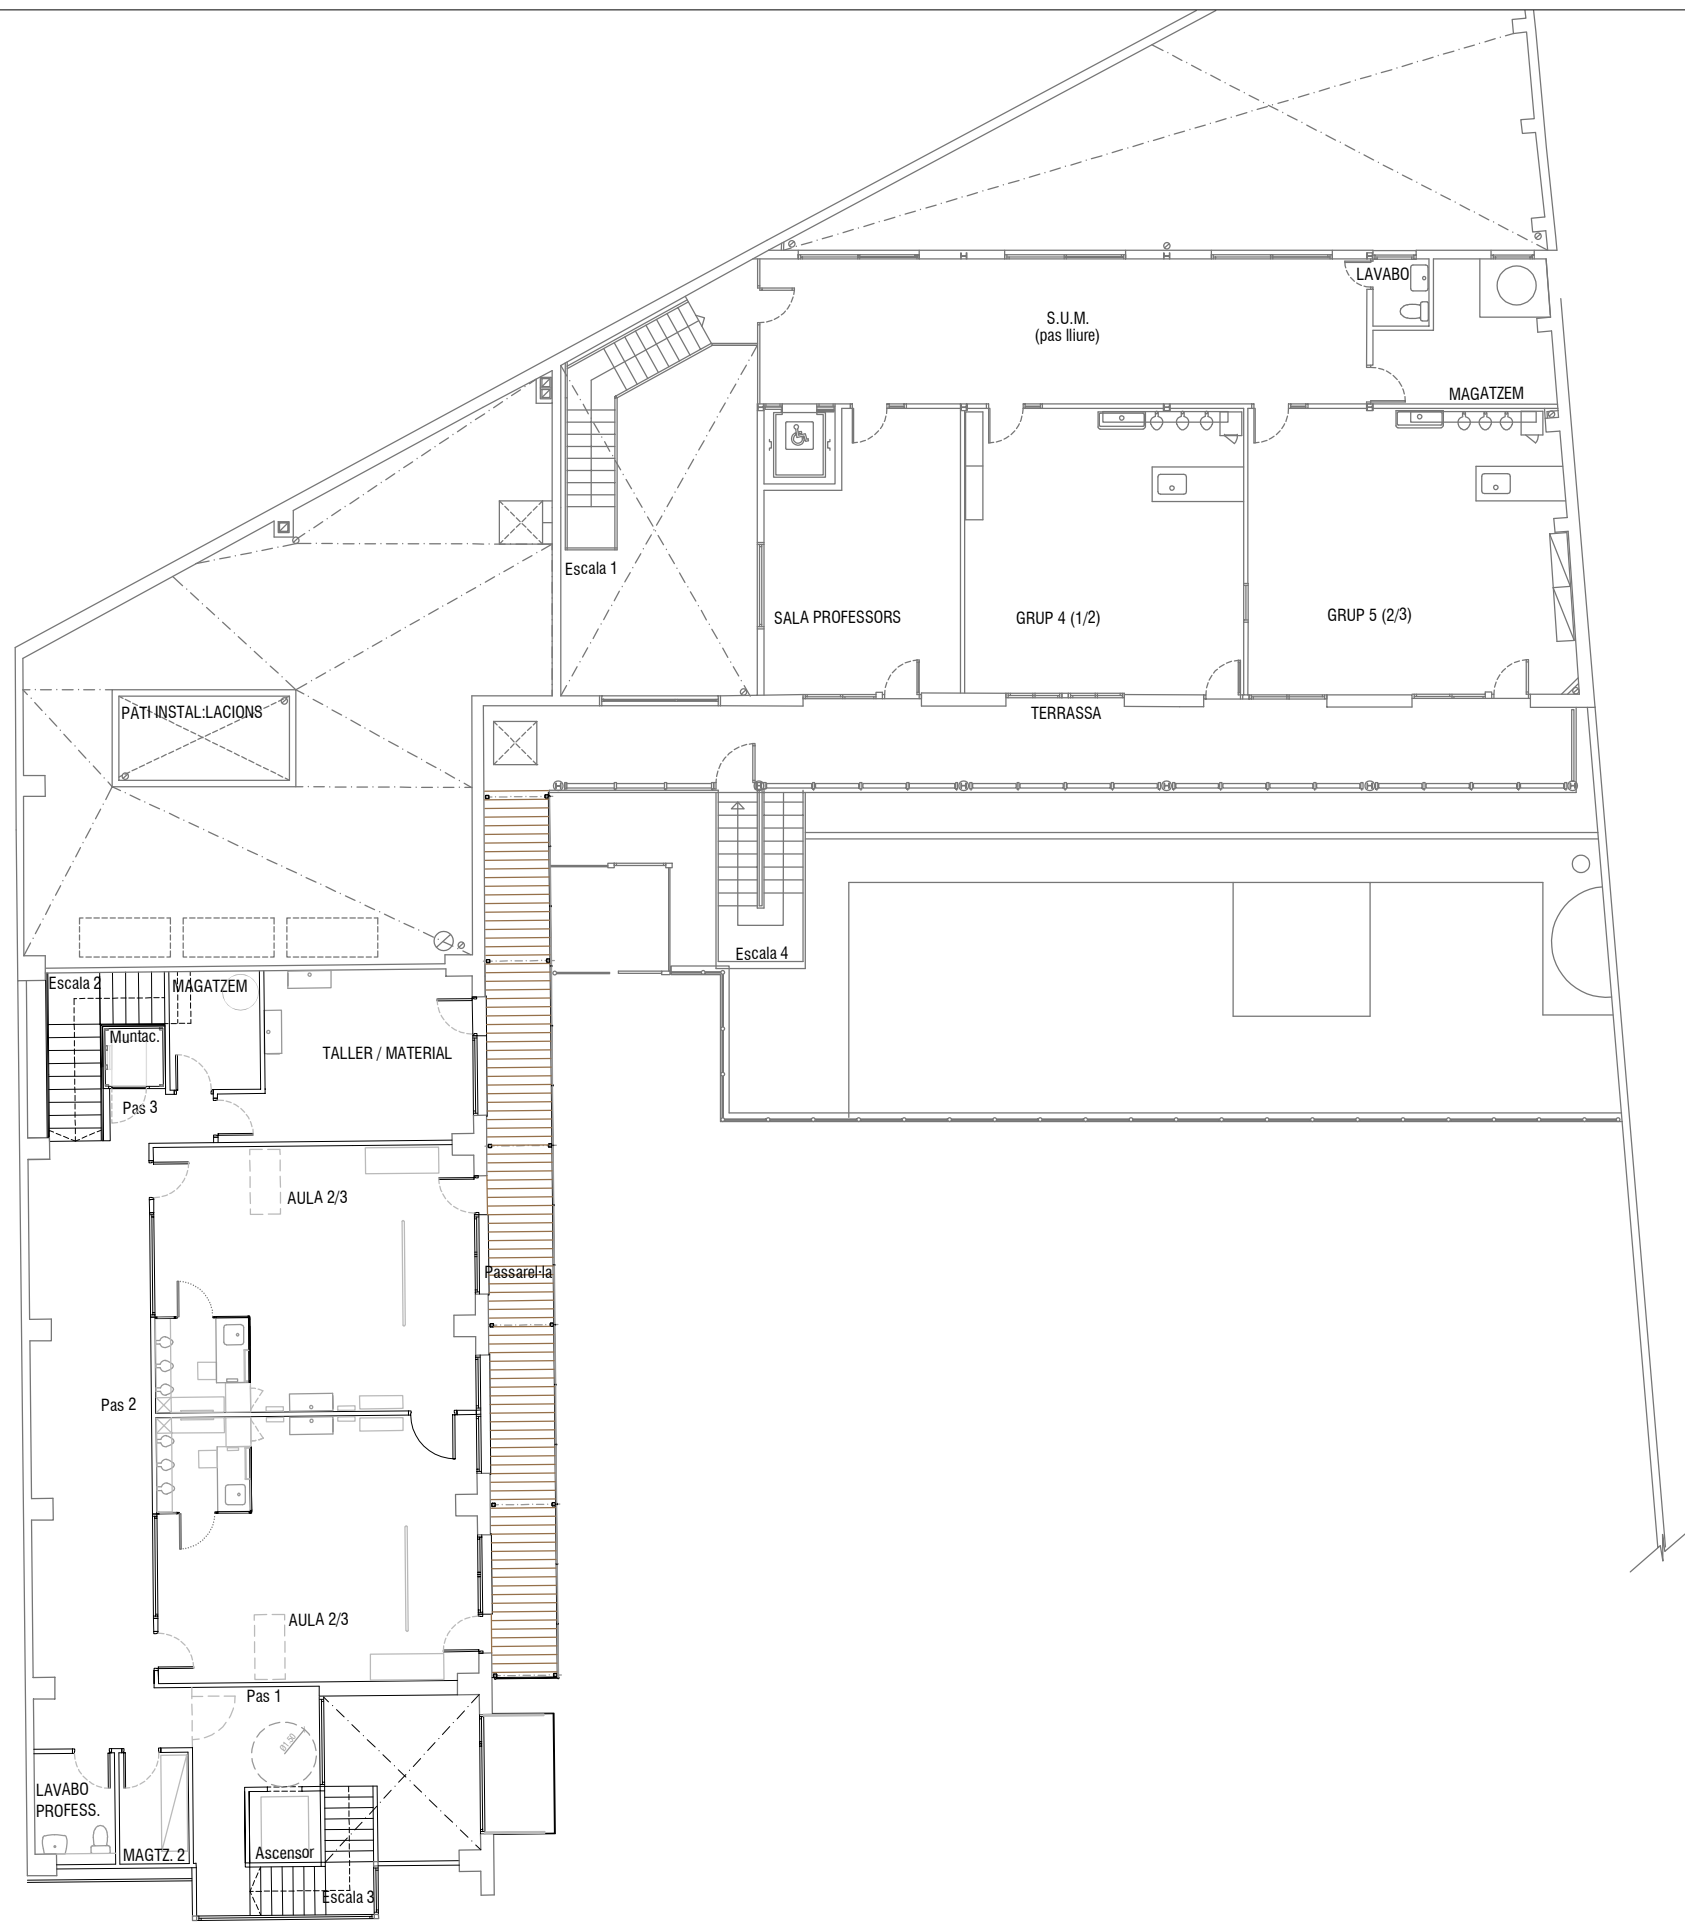 LAVABO
S.U.M.
(pas lliure)
MAGATZEM
Escala 1
SALA PROFESSORS
GRUP 4 (1/2)
GRUP 5 (2/3)
PATI INSTAL:LACIONS
TERRASSA
Escala 4
Escala 2
MAGATZEM
Muntac.
TALLER / MATERIAL
Pas 3
AULA 2/3
Passarel·la
Pas 2
AULA 2/3
Pas 1
Ø1.50
LAVABO
PROFESS.
MAGTZ. 2
Ascensor
Escala 3